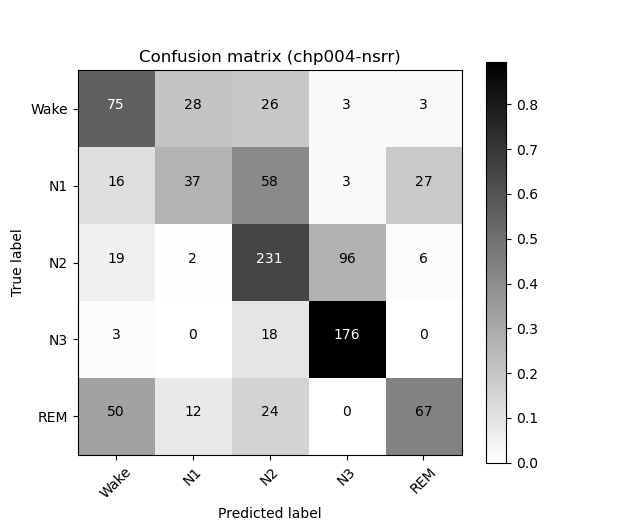 Confusion matrix (chp004-nsrr)
Wake 75 28 26 3 3
N1 16 37 58 3 27
N2 19 2 231 96 6
N3 3 0 18 176 0
REM 50 12 24 0 67
Wake N1 N2 N3 REM
Predicted label
True label
0.8
0.7
0.6
0.5
0.4
0.3
0.2
0.1
0.0